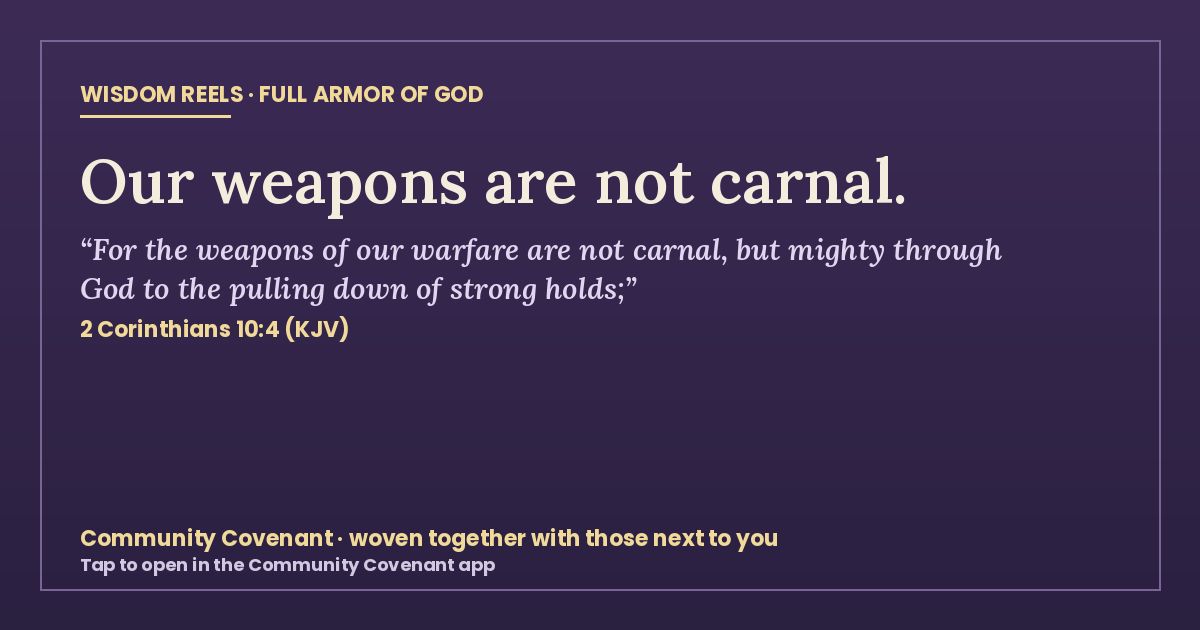 WISDOM REELS · FULL ARMOR OF GOD
Our weapons are not carnal.
“For the weapons of our warfare are not carnal, but mighty through
God to the pulling down of strong holds;”
2 Corinthians 10:4 (KJV)
Community Covenant · woven together with those next to you
Tap to open in the Community Covenant app